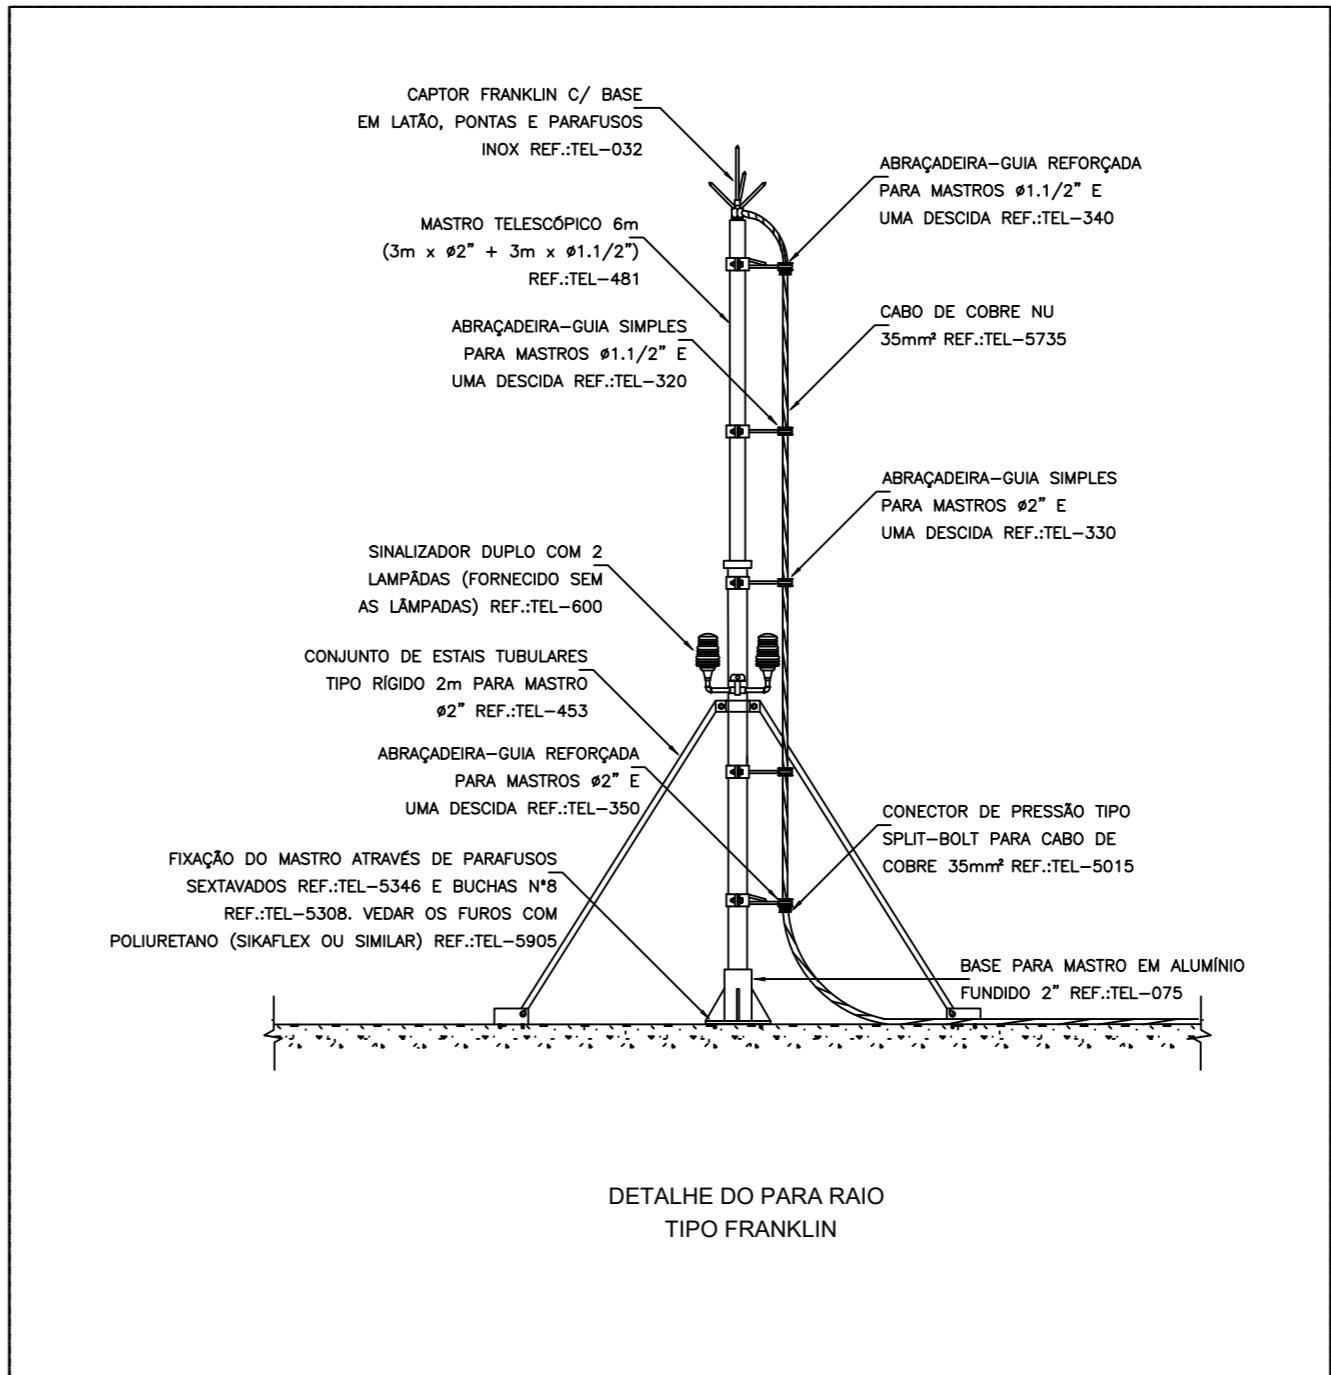 CAPTOR FRANKLIN C/ BASE
EM LATÃO, PONTAS E PARAFUSOS
INOX REF.:TEL-032
MASTRO TELESCÓPICO 6m
(3m x ø2" + 3m x ø1.1/2")
REF.:TEL-481
ABRAÇADEIRA-GUIA SIMPLES
PARA MASTROS ø1.1/2" E
UMA DESCIDA REF.:TEL-320
SINALIZADOR DUPLO COM 2
LAMPÂDAS (FORNECIDO SEM
AS LÂMPADAS) REF.:TEL-600
CONJUNTO DE ESTAIS TUBULARES
TIPO RÍGIDO 2m PARA MASTRO
ø2" REF.:TEL-453
ABRAÇADEIRA-GUIA REFORÇADA
PARA MASTROS ø2" E
UMA DESCIDA REF.:TEL-350
FIXAÇÃO DO MASTRO ATRAVÉS DE PARAFUSOS
SEXTAVADOS REF.:TEL-5346 E BUCHAS N°8
REF.:TEL-5308. VEDAR OS FUROS COM
POLIURETANO (SIKAFLEX OU SIMILAR) REF.:TEL-5905
ABRAÇADEIRA-GUIA REFORÇADA
PARA MASTROS ø1.1/2" E
UMA DESCIDA REF.:TEL-340
CABO DE COBRE NU
35mm² REF.:TEL-5735
ABRAÇADEIRA-GUIA SIMPLES
PARA MASTROS ø2" E
UMA DESCIDA REF.:TEL-330
CONECTOR DE PRESSÃO TIPO
SPLIT-BOLT PARA CABO DE
COBRE 35mm² REF.:TEL-5015
BASE PARA MASTRO EM ALUMÍNIO
FUNDIDO 2" REF.:TEL-075
DETALHE DO PARA RAIO
TIPO FRANKLIN